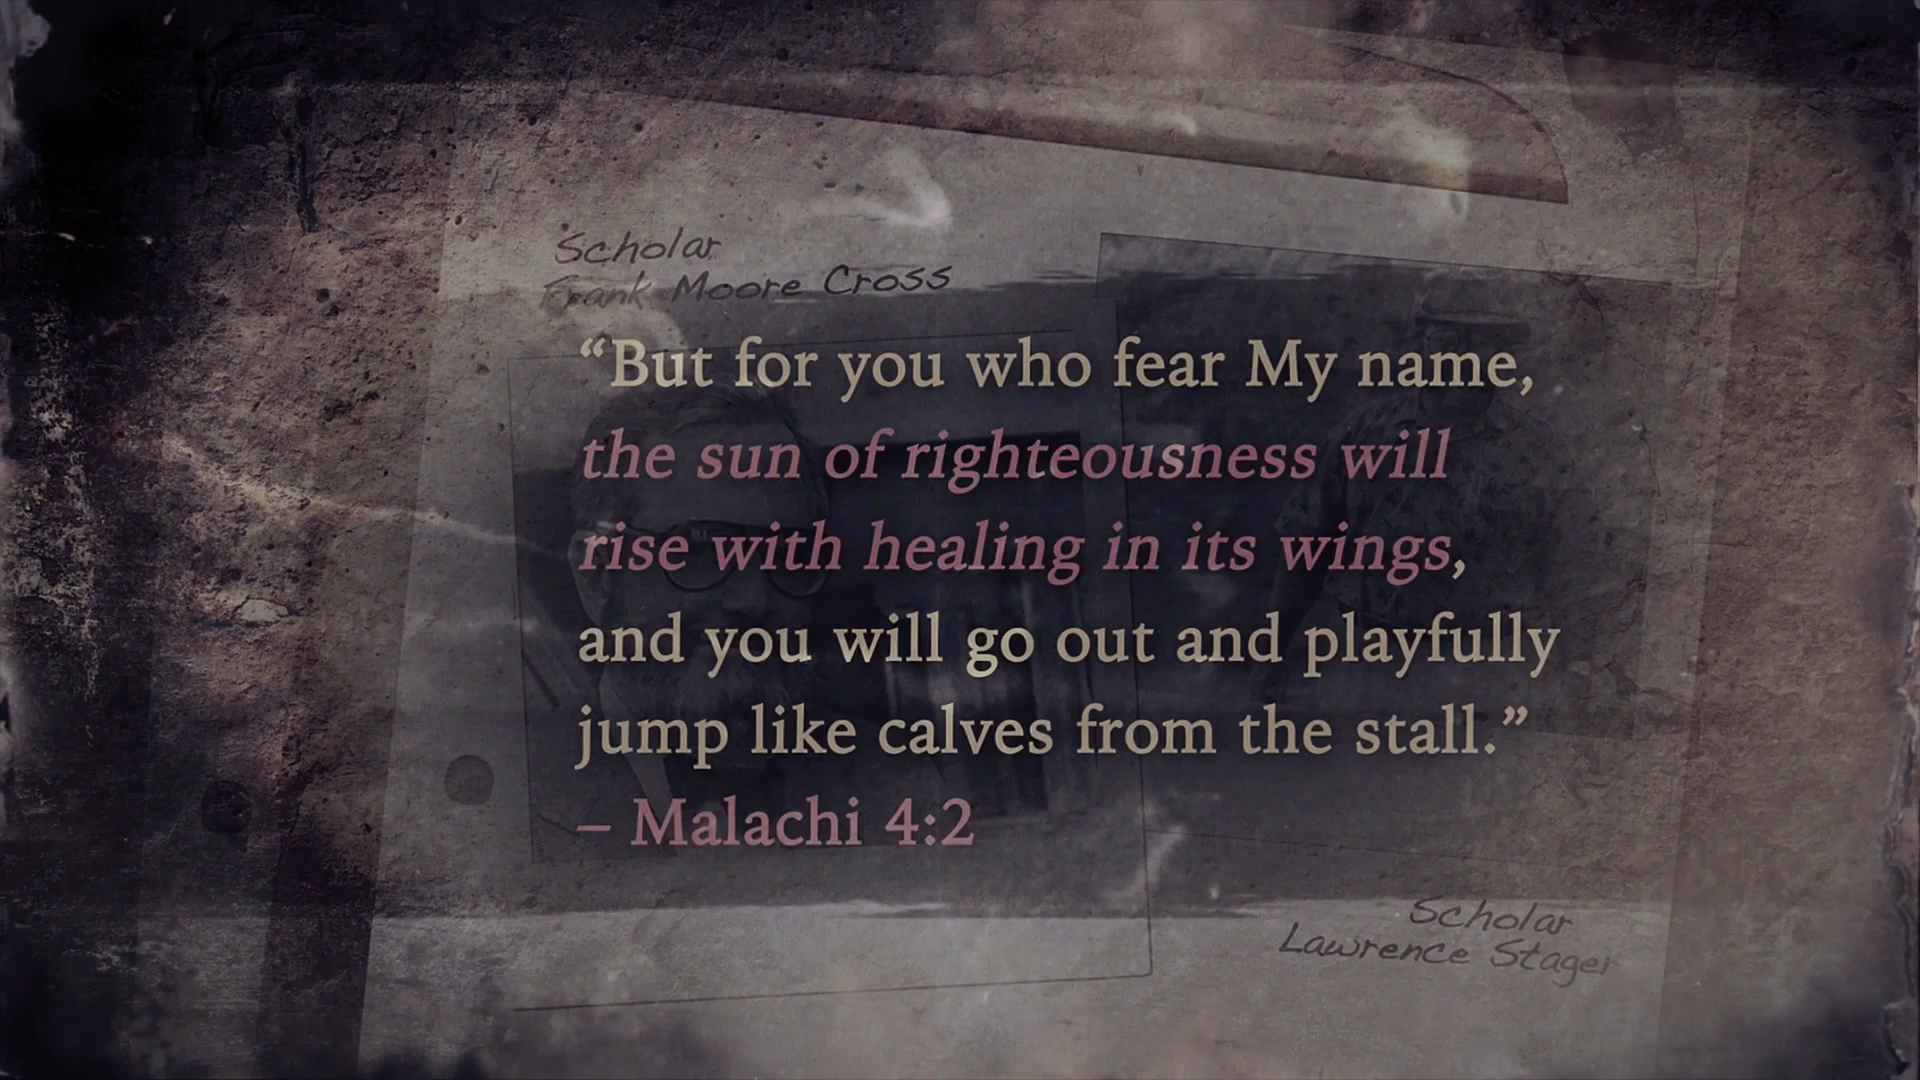 Scholar
Frank Moore Cross
“But for you who fear My name,
the sun of righteousness will
rise with healing in its wings,
and you will go out and playfully
jump like calves from the stall.”
– Malachi 4:2
Scholar
Lawrence Stager